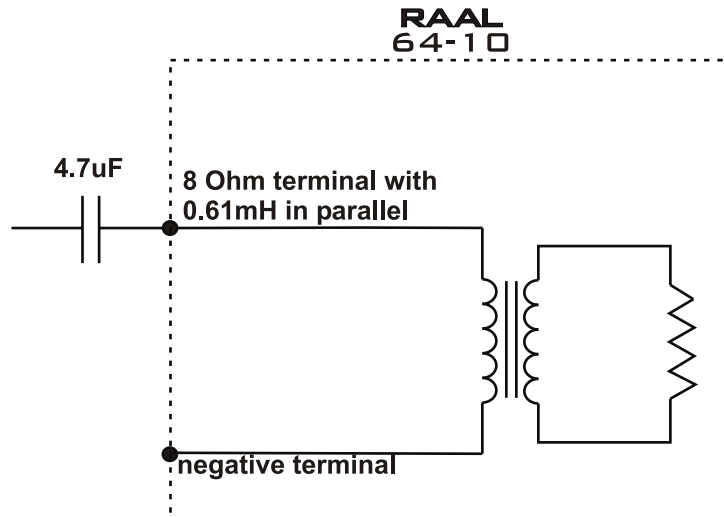 RAAL
64-10
4.7uF
8 Ohm terminal with
0.61mH in parallel
negative terminal